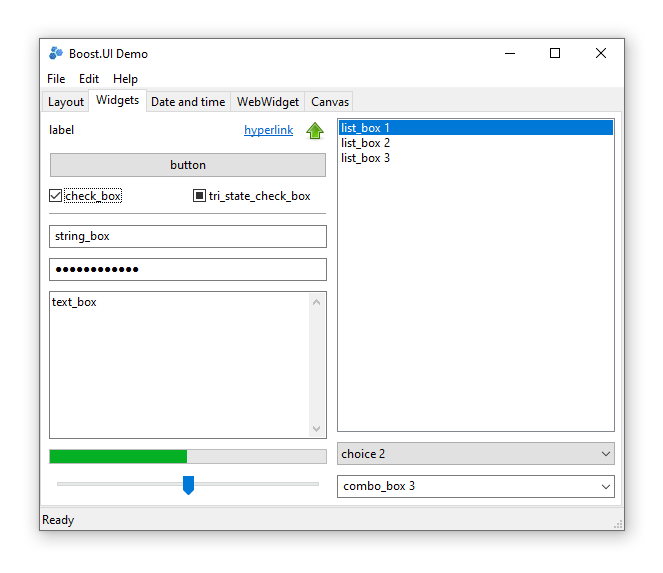 Boost.UI Demo
File Edit Help
Layout Widgets Date and time WebWidget Canvas
label hyperlink
button
check_box tri_state_check_box
string_box
●●●●●●●●●●●●
text_box
list_box 1
list_box 2
list_box 3
choice 2
combo_box 3
Ready